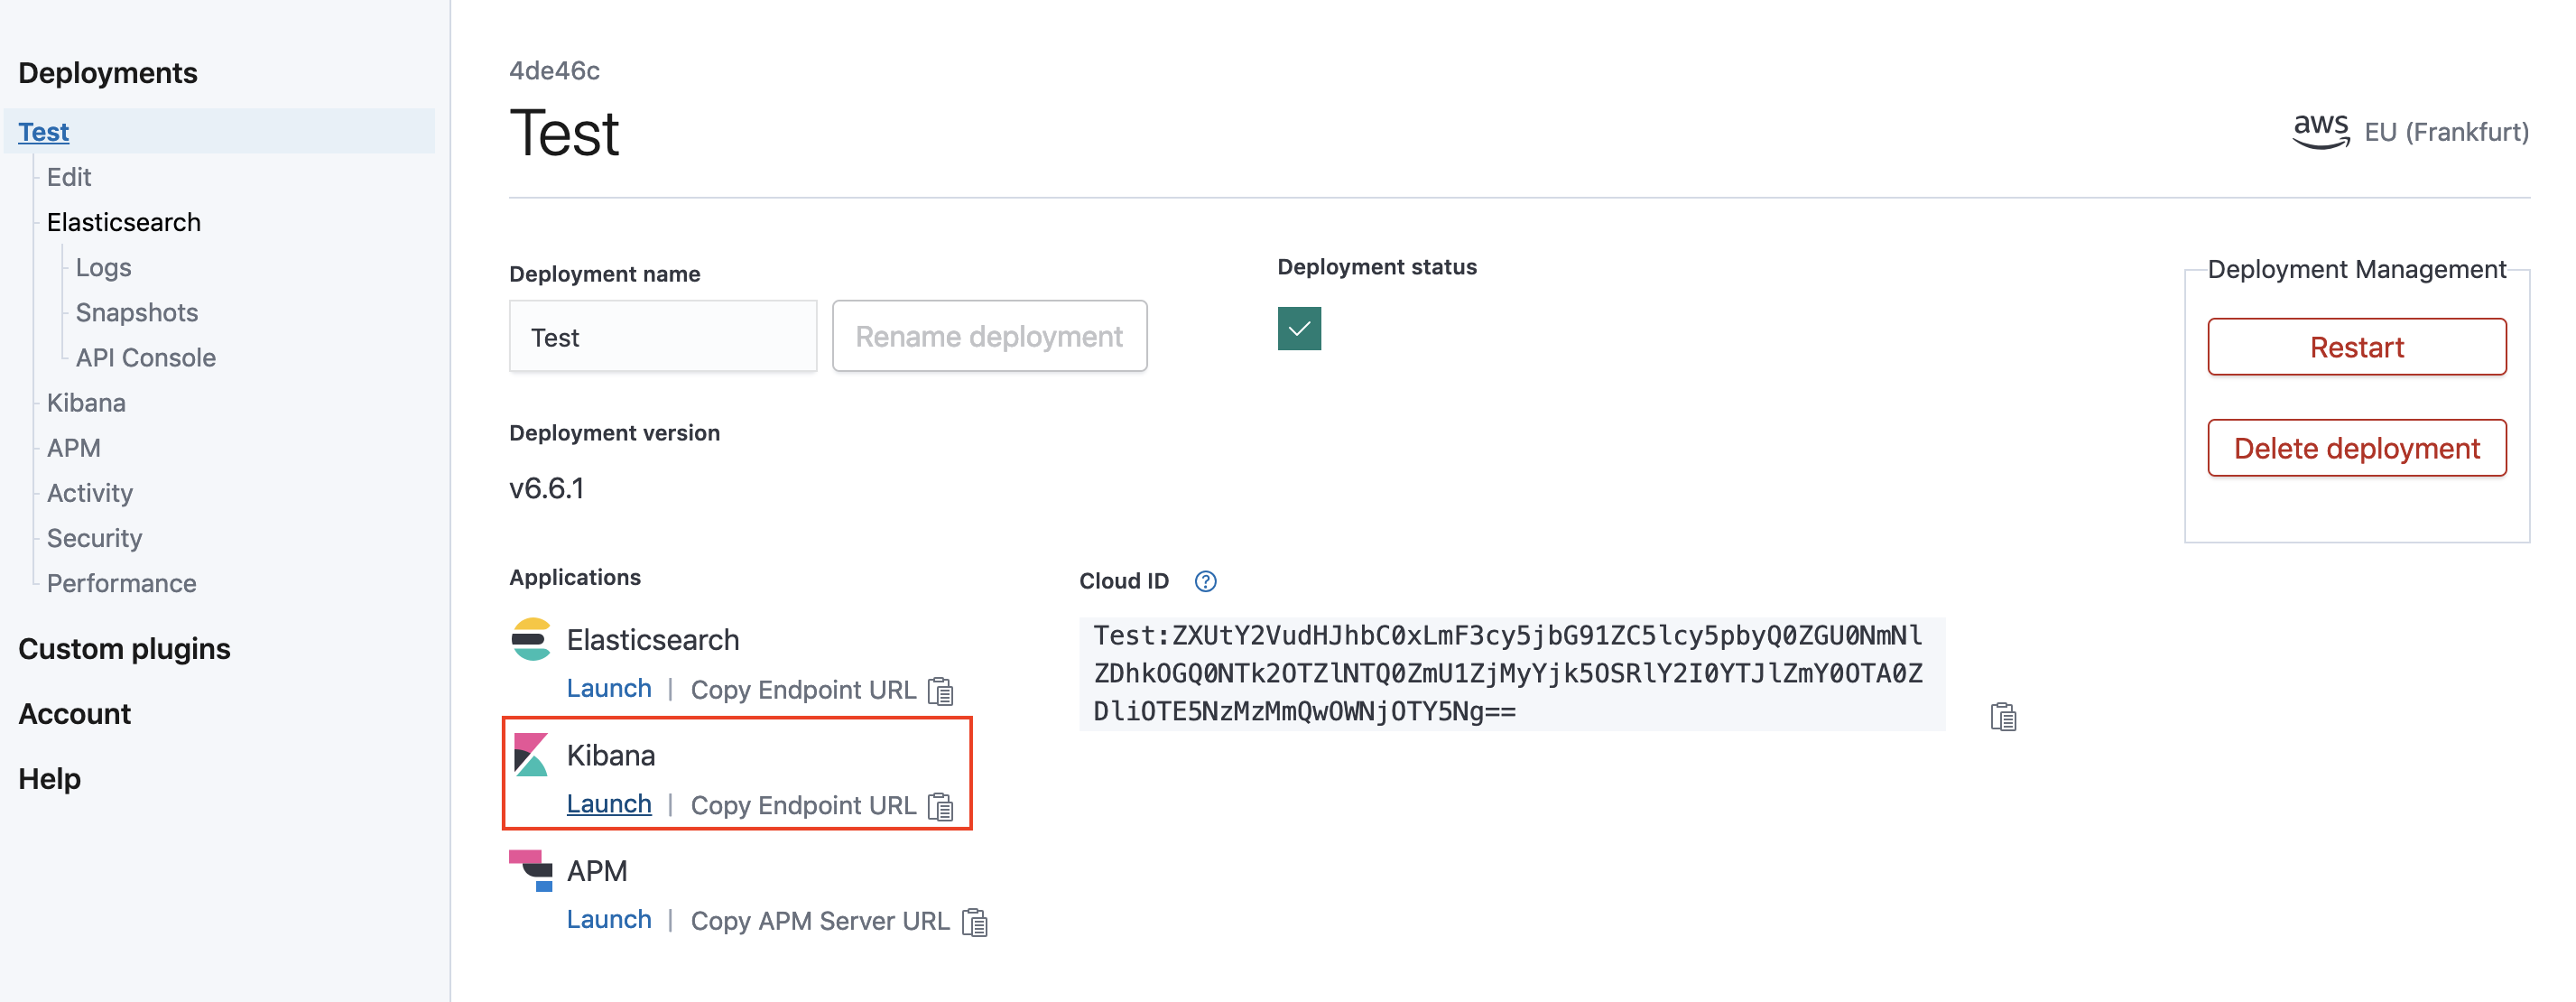 Deployments
Test
Edit
Elasticsearch
Logs
Snapshots
API Console
Kibana
APM
Activity
Security
Performance
Custom plugins
Account
Help
4de46c
Test
aws EU (Frankfurt)
Deployment name
Test
Rename deployment
Deployment status
Deployment Management
Restart
Delete deployment
Deployment version
v6.6.1
Applications
Elasticsearch
Launch | Copy Endpoint URL
Kibana
Launch | Copy Endpoint URL
APM
Launch | Copy APM Server URL
Cloud ID ?
Test:ZXUtY2VudHJhbC0xLmF3cy5jbG91ZC5lcy5pbyQ0ZGU0NmNl
ZDhkOGQ0NTk2OTZlNTQ0ZmU1ZjMyYjk5OSRlY2I0YTJlZmY0OTA0Z
DliOTE5NzMzMmQwOWNjOTY5Ng==